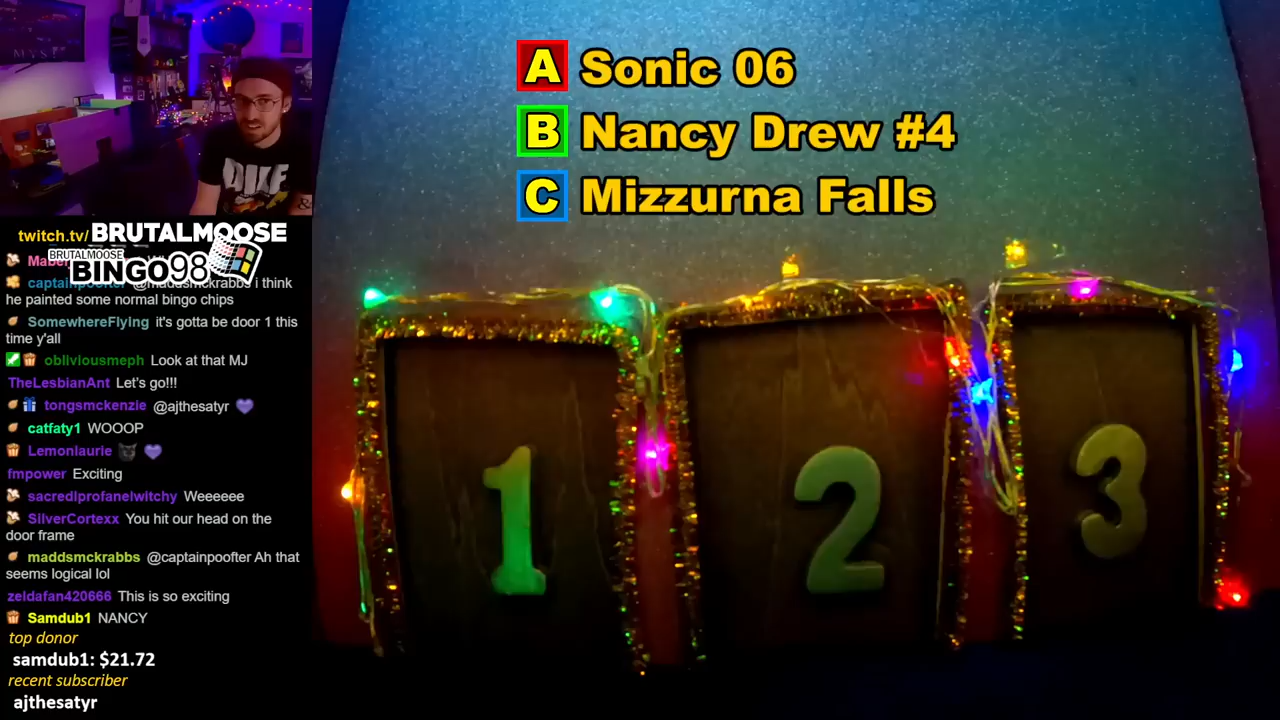 A Sonic 06
B Nancy Drew #4
C Mizzurna Falls
MYST
DUKE
twitch.tv/BRUTALMOOSE
BRUTALMOOSE
BINGO98
captainpoofter @maddsmckrabbs i think
he painted some normal bingo chips
SomewhereFlying it's gotta be door 1 this
time y'all
obliviousmeph Look at that MJ
TheLesbianAnt Let's go!!!
tongsmckenzie @ajthesatyr
catfaty1 WOOOP
Lemonlaurie
fmpower Exciting
sacredlprofanelwitchy Weeeeee
SilverCortexx You hit our head on the
door frame
maddsmckrabbs @captainpoofter Ah that
seems logical lol
zeldafan420666 This is so exciting
Samdub1 NANCY
top donor
samdub1: $21.72
recent subscriber
ajthesatyr
1
2
3